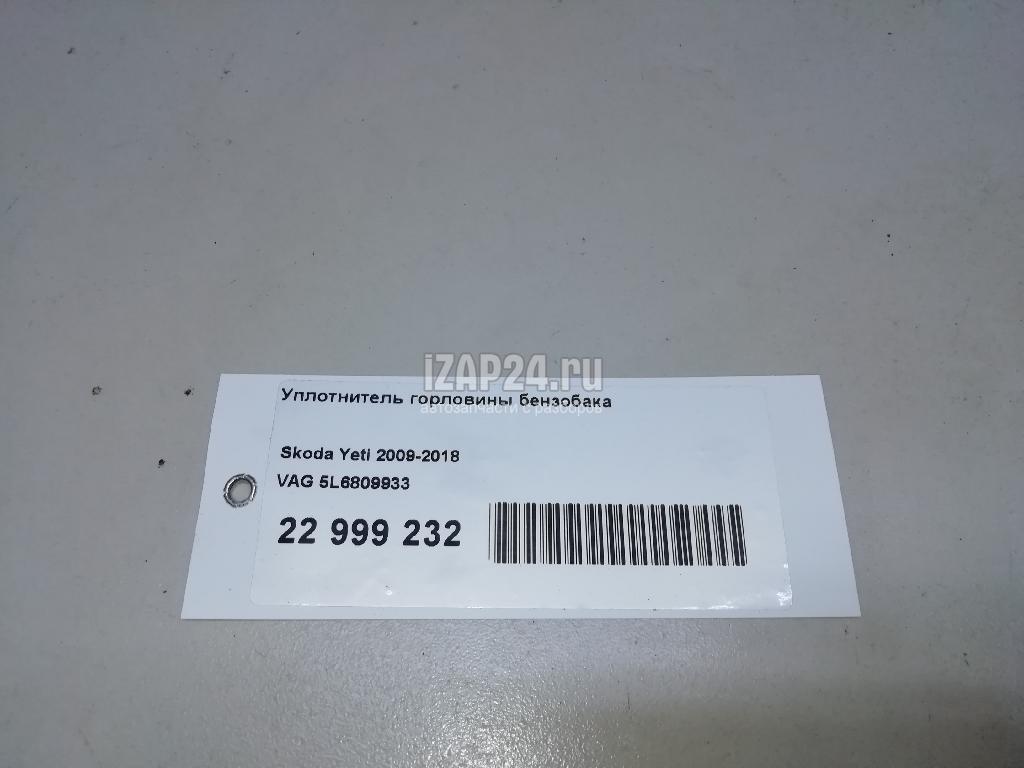 iZAP24.ru
автозапчасти с разборов
Уплотнитель горловины бензобака
Skoda Yeti 2009-2018
VAG 5L6809933
22 999 232